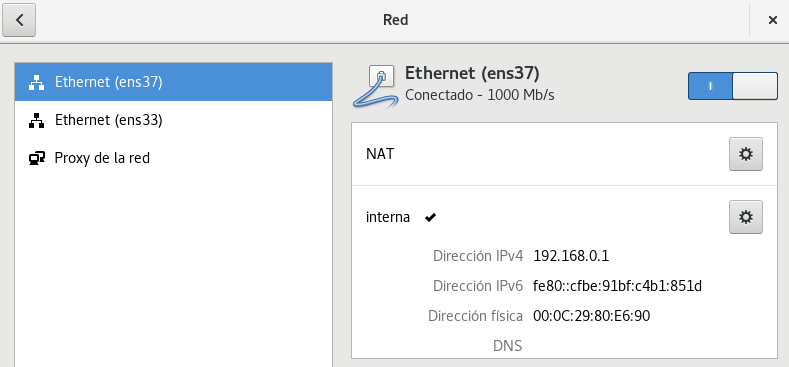 Red
Ethernet (ens37)
Ethernet (ens33)
Proxy de la red
Ethernet (ens37)
Conectado - 1000 Mb/s
NAT
interna
Dirección IPv4 192.168.0.1
Dirección IPv6 fe80::cfbe:91bf:c4b1:851d
Dirección física 00:0C:29:80:E6:90
DNS